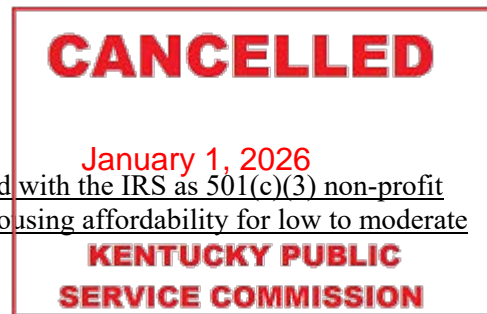 CANCELLED
January 1, 2026
d with the IRS as 501(c)(3) non-profit
ousing affordability for low to moderate
KENTUCKY PUBLIC
SERVICE COMMISSION